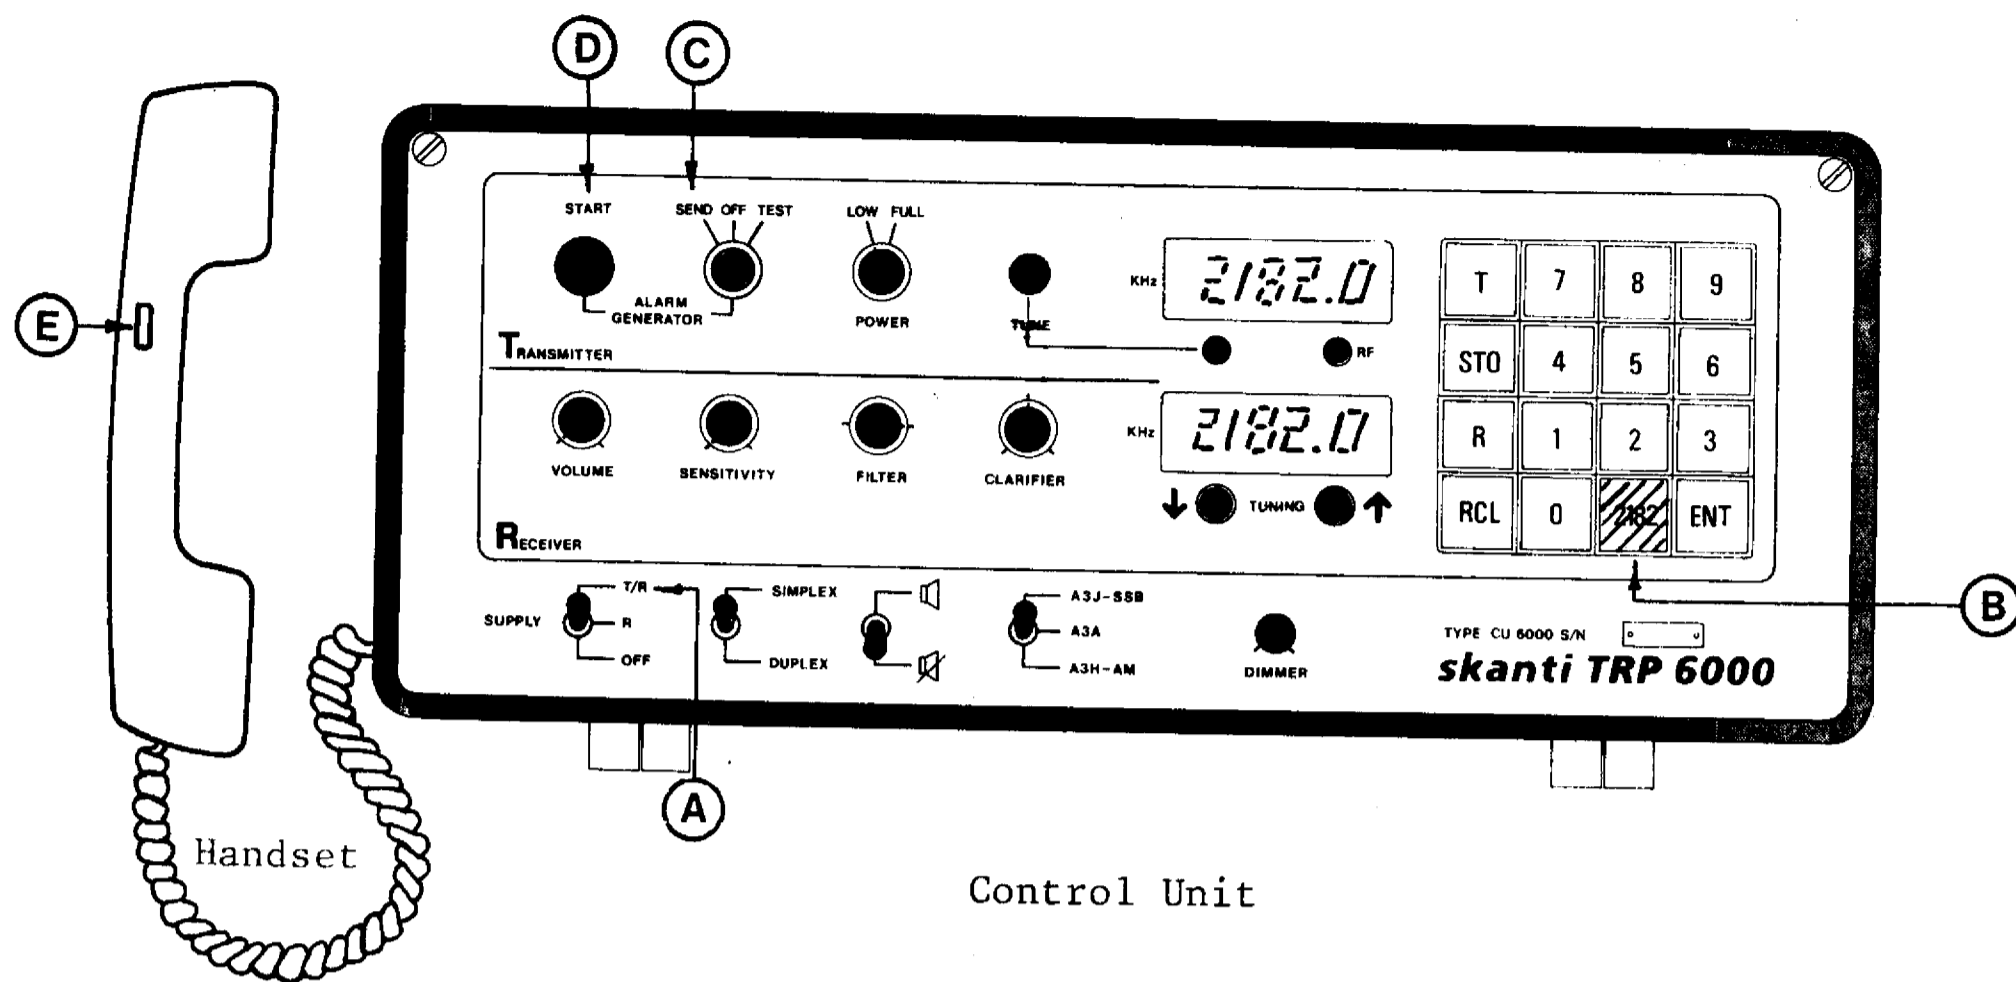 D C
START SEND OFF TEST LOW FULL
ALARM
GENERATOR
POWER
TUNE
KHz 2182.0
RF
TRANSMITTER
VOLUME SENSITIVITY FILTER CLARIFIER
KHz 2182.0
TUNING
RECEIVER
T 7 8 9
STO 4 5 6
R 1 2 3
RCL 0 2182 ENT
E
B
SUPPLY T/R
R
OFF
SIMPLEX
DUPLEX
A3J-SSB
A3A
A3H-AM
DIMMER
TYPE CU 6000 S/N
skanti TRP 6000
A
Handset
Control Unit